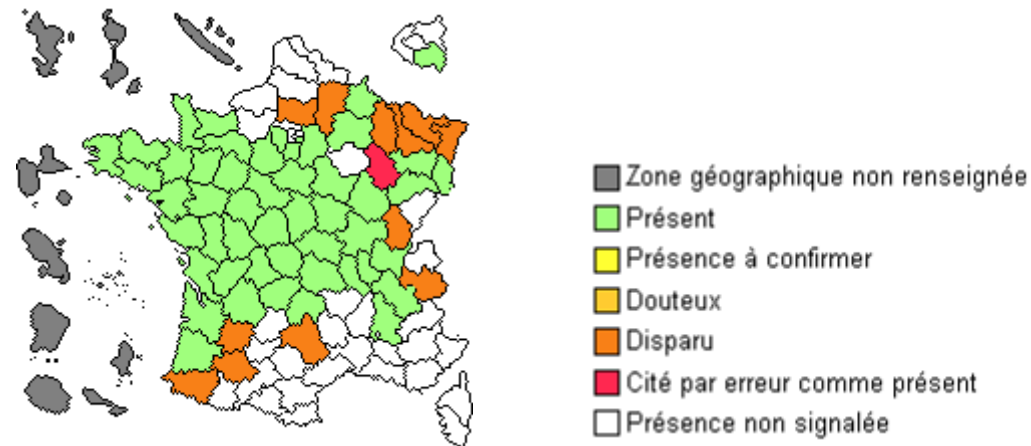 Zone géographique non renseignée
Présent
Présence à confirmer
Douteux
Disparu
Cité par erreur comme présent
Présence non signalée